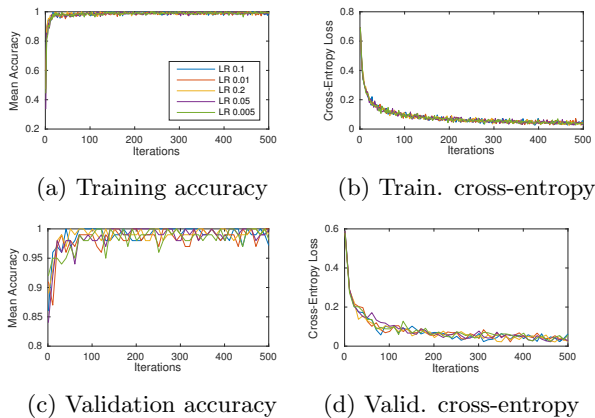 1
0.8
0.6
0.4
0.2
Mean Accuracy
LR 0.1
LR 0.01
LR 0.2
LR 0.05
LR 0.005
0 100 200 300 400 500
Iterations
(a) Training accuracy
0.8
0.6
0.4
0.2
0
Cross-Entropy Loss
0 100 200 300 400 500
Iterations
(b) Train. cross-entropy
1
0.95
0.9
0.85
0.8
Mean Accuracy
0 100 200 300 400 500
Iterations
(c) Validation accuracy
0.6
0.4
0.2
0
Cross-Entropy Loss
0 100 200 300 400 500
Iterations
(d) Valid. cross-entropy